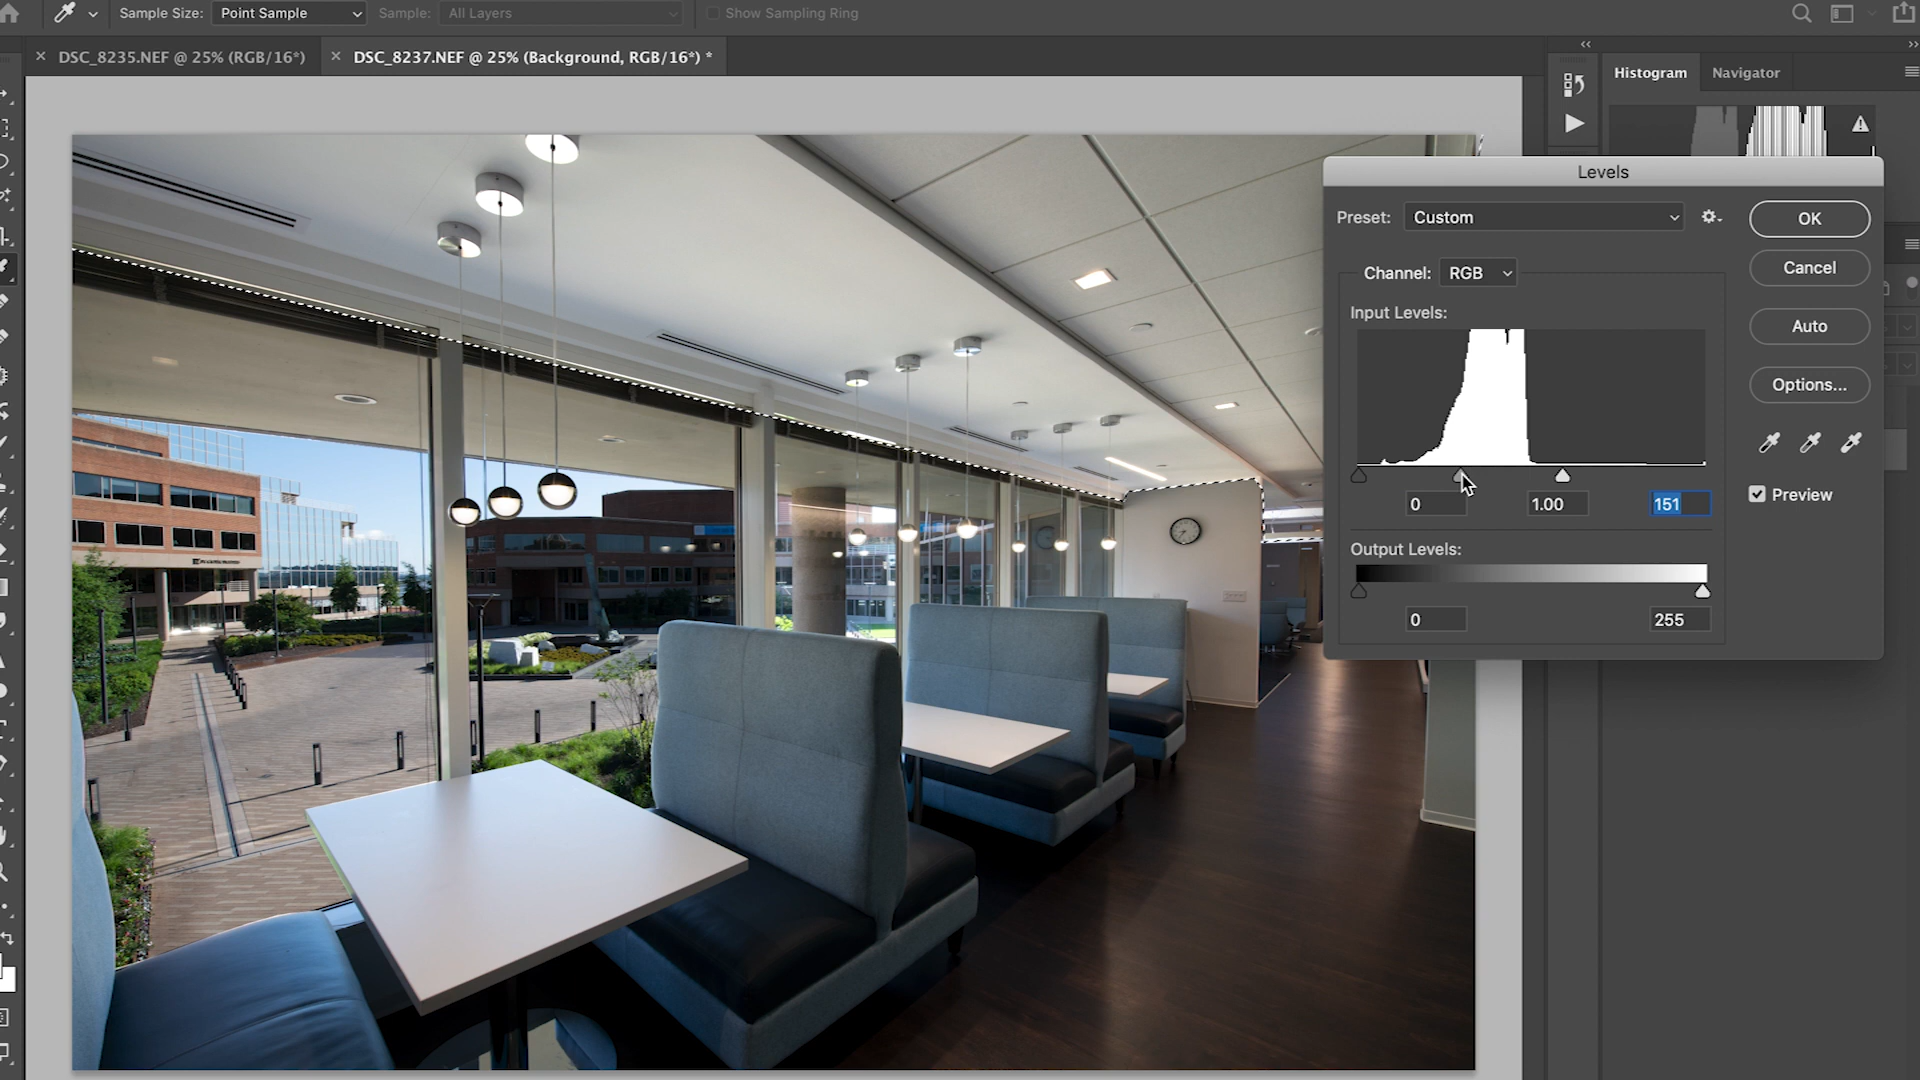 Sample Size: Point Sample Sample: All Layers Show Sampling Ring
DSC_8235.NEF @ 25% (RGB/16*) DSC_8237.NEF @ 25% (Background, RGB/16*) *
Histogram Navigator
Levels
Preset: Custom OK
Channel: RGB Cancel
Input Levels:
Auto
Options...
0 1.00 151
Preview
Output Levels:
0 255